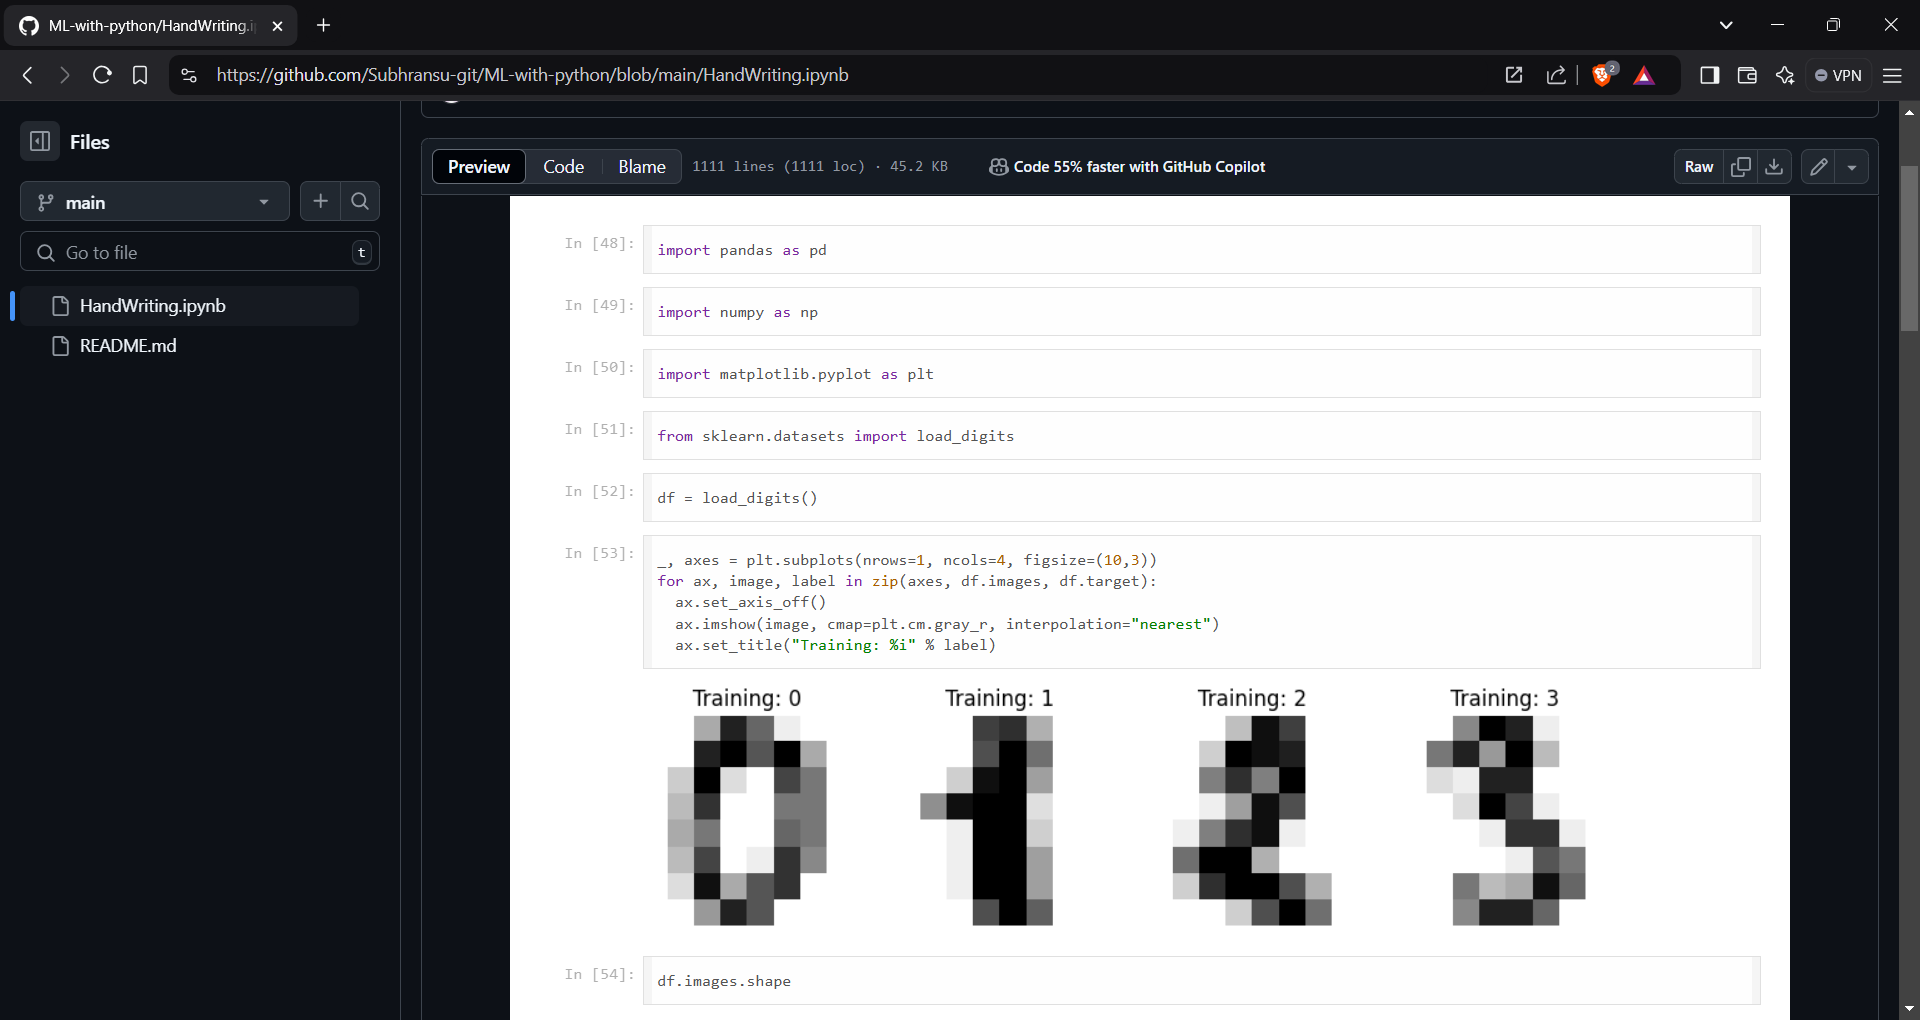 ML-with-python/HandWriting.i
https://github.com/Subhransu-git/ML-with-python/blob/main/HandWriting.ipynb
2
VPN
Files
main
Go to file
t
HandWriting.ipynb
README.md
Preview Code Blame 1111 lines (1111 loc) · 45.2 KB Code 55% faster with GitHub Copilot Raw
In [48]: import pandas as pd
In [49]: import numpy as np
In [50]: import matplotlib.pyplot as plt
In [51]: from sklearn.datasets import load_digits
In [52]: df = load_digits()
In [53]: _, axes = plt.subplots(nrows=1, ncols=4, figsize=(10,3))
for ax, image, label in zip(axes, df.images, df.target):
ax.set_axis_off()
ax.imshow(image, cmap=plt.cm.gray_r, interpolation="nearest")
ax.set_title("Training: %i" % label)
Training: 0 Training: 1 Training: 2 Training: 3
In [54]: df.images.shape